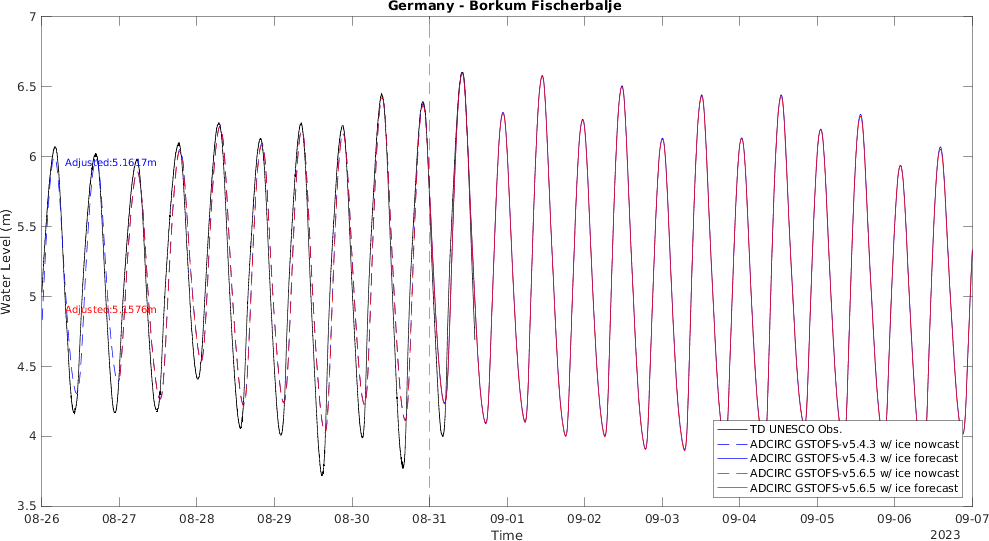 Germany - Borkum Fischerbalje
7
6.5
6
5.5
5
4.5
4
3.5
Water Level (m)
Adjusted:5.1617m
Adjusted:5.1576m
TD UNESCO Obs.
ADCIRC GSTOFS-v5.4.3 w/ ice nowcast
ADCIRC GSTOFS-v5.4.3 w/ ice forecast
ADCIRC GSTOFS-v5.6.5 w/ ice nowcast
ADCIRC GSTOFS-v5.6.5 w/ ice forecast
08-26 08-27 08-28 08-29 08-30 08-31 09-01 09-02 09-03 09-04 09-05 09-06 09-07
Time
2023